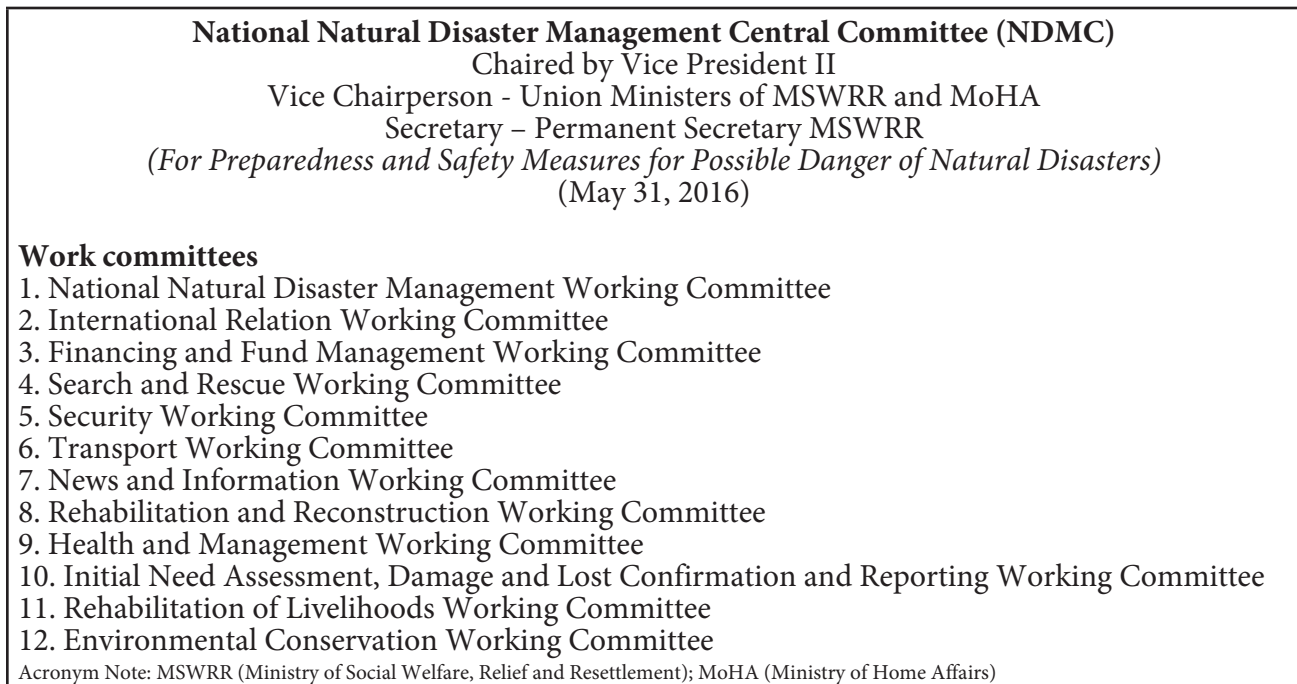 National Natural Disaster Management Central Committee (NDMC)
Chaired by Vice President II
Vice Chairperson - Union Ministers of MSWRR and MoHA
Secretary – Permanent Secretary MSWRR
(For Preparedness and Safety Measures for Possible Danger of Natural Disasters)
(May 31, 2016)
Work committees
1. National Natural Disaster Management Working Committee
2. International Relation Working Committee
3. Financing and Fund Management Working Committee
4. Search and Rescue Working Committee
5. Security Working Committee
6. Transport Working Committee
7. News and Information Working Committee
8. Rehabilitation and Reconstruction Working Committee
9. Health and Management Working Committee
10. Initial Need Assessment, Damage and Lost Confirmation and Reporting Working Committee
11. Rehabilitation of Livelihoods Working Committee
12. Environmental Conservation Working Committee
Acronym Note: MSWRR (Ministry of Social Welfare, Relief and Resettlement); MoHA (Ministry of Home Affairs)